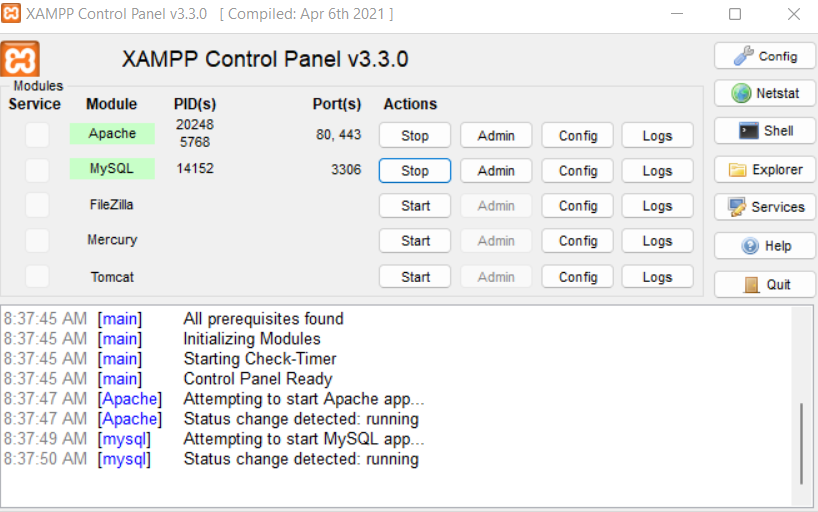 XAMPP Control Panel v3.3.0 [ Compiled: Apr 6th 2021 ]
XAMPP Control Panel v3.3.0
Config
Modules
Service Module PID(s) Port(s) Actions
Netstat
Apache 20248 5768 80, 443 Stop Admin Config Logs
Shell
MySQL 14152 3306 Stop Admin Config Logs
Explorer
FileZilla Start Admin Config Logs
Services
Mercury Start Admin Config Logs
Help
Tomcat Start Admin Config Logs
Quit
8:37:45 AM [main] All prerequisites found
8:37:45 AM [main] Initializing Modules
8:37:45 AM [main] Starting Check-Timer
8:37:45 AM [main] Control Panel Ready
8:37:47 AM [Apache] Attempting to start Apache app...
8:37:47 AM [Apache] Status change detected: running
8:37:49 AM [mysql] Attempting to start MySQL app...
8:37:50 AM [mysql] Status change detected: running